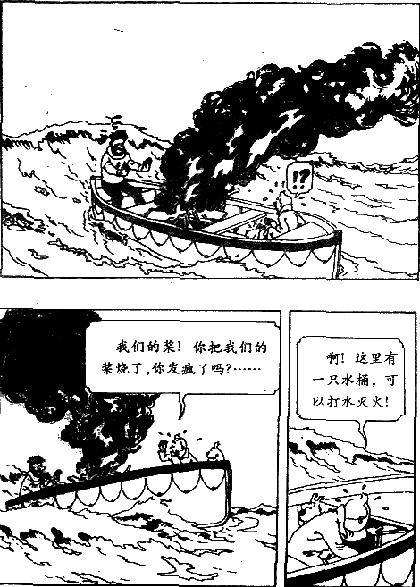 !?
我们的桨! 你把我们的
桨烧了,你发疯了吗?……
啊! 这里有
一只水桶, 可
以打水灭火!